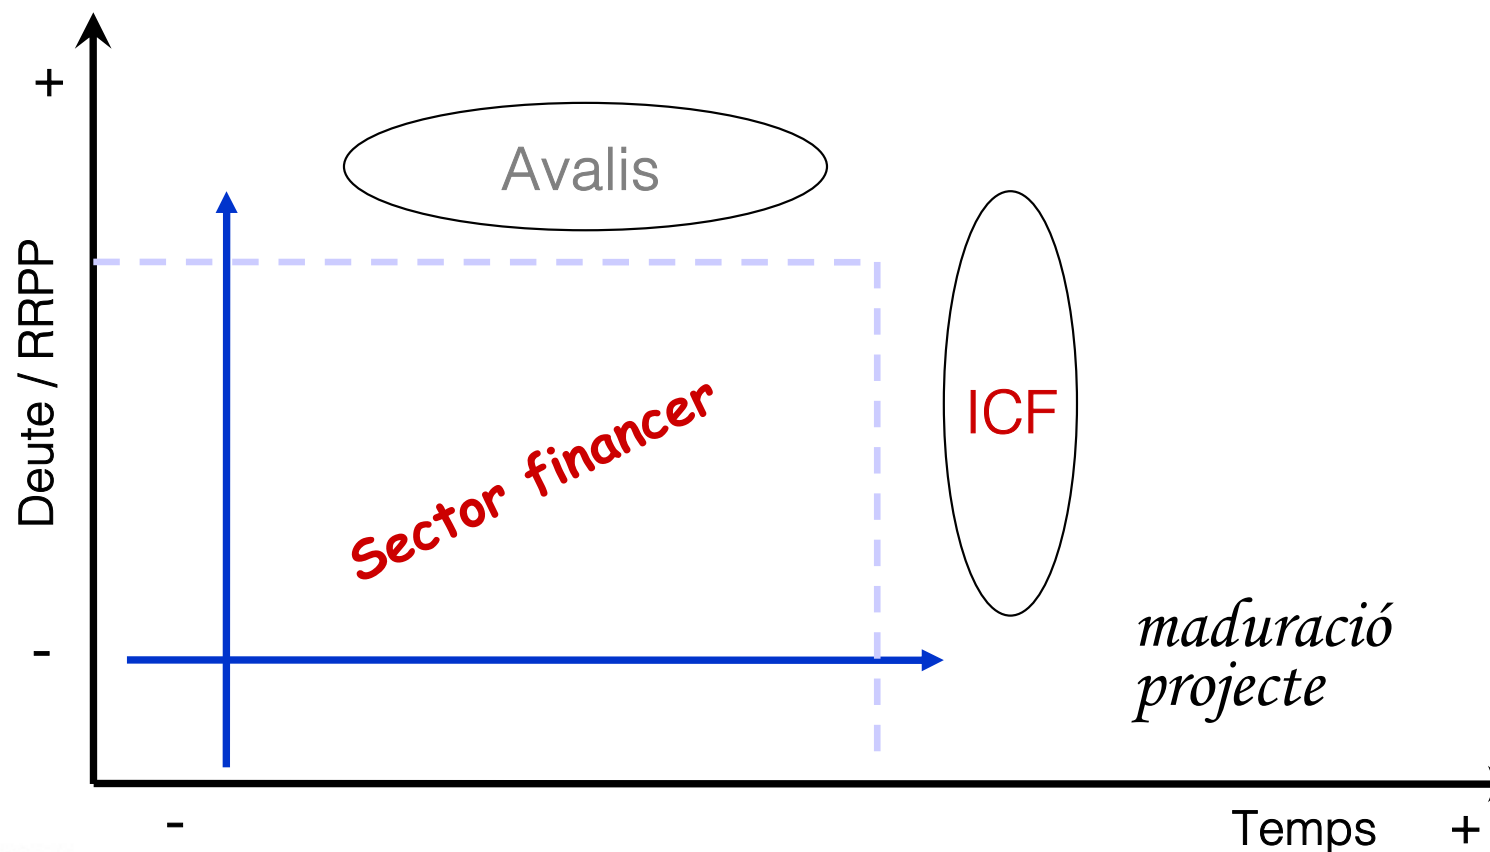 +
Avalis
Deute / RRPP
ICF
Sector financer
-
maduració
projecte
-
Temps +